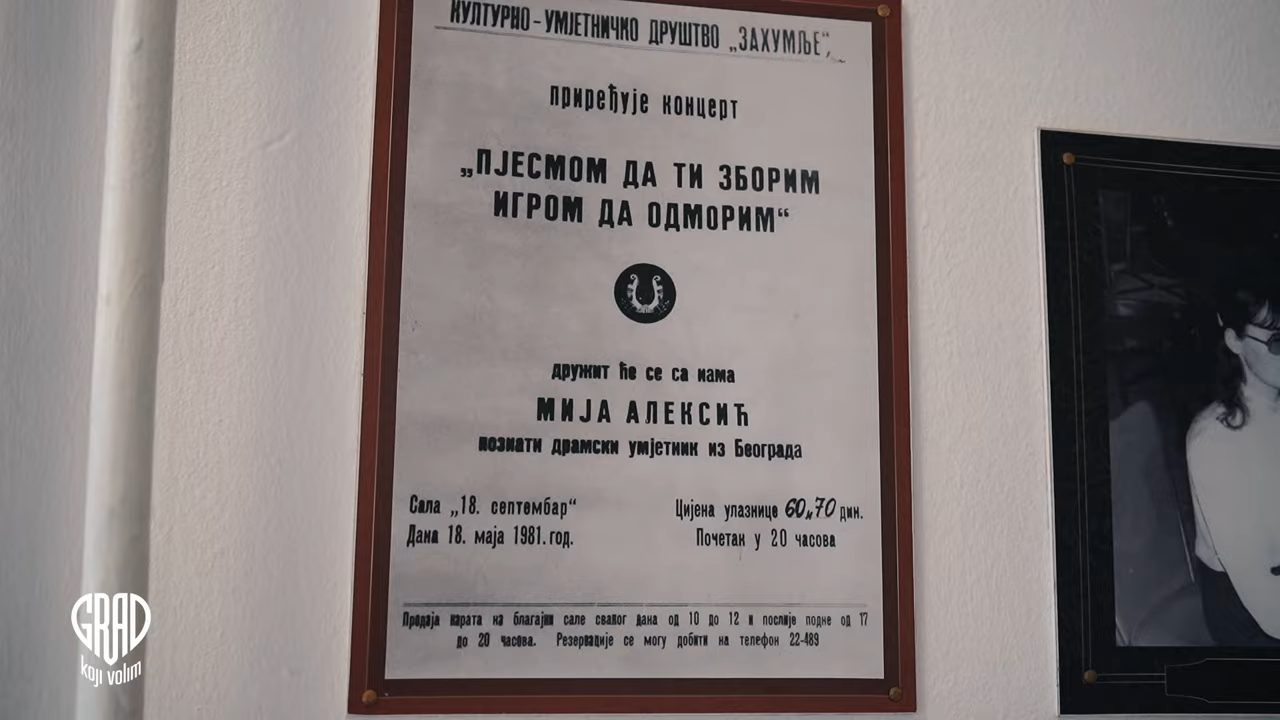 КУЛТУРНО-УМЈЕТНИЧКО ДРУШТВО „ЗАХУМЉЕ“,
приређује концерт
„ПЈЕСМОМ ДА ТИ ЗБОРИМ
ИГРОМ ДА ОДМОРИМ“
дружит ће се са нама
МИЈА АЛЕКСИЋ
познати драмски умјетник из Београда
Сала „18. септембар“
Дана 18. маја 1981. год.
Цијена улазнице 60 и 70 дин.
Почетак у 20 часова
Продаја карата на благајни сале сваког дана од 10 до 12 и послије подне од 17
до 20 часова. Резервације се могу добити на телефон 22-489
GRAD
koji volim